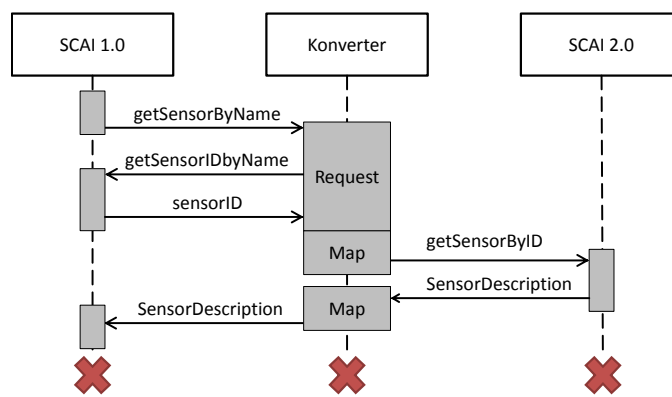 SCAI 1.0
Konverter
SCAI 2.0
getSensorByName
getSensorIDbyName
Request
sensorID
Map
getSensorByID
SensorDescription
Map
SensorDescription